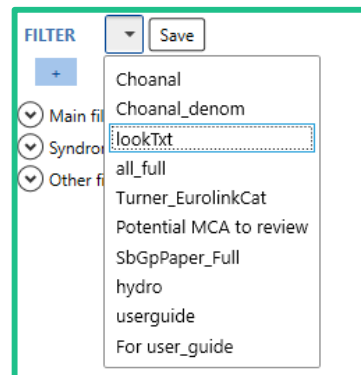 FILTER
Save
+
Choanal
Choanal_denom
Main fil
lookTxt
Syndro
all_full
Other fi
Turner_EurolinkCat
Potential MCA to review
SbGpPaper_Full
hydro
userguide
For user_guide